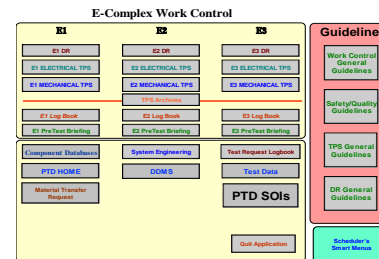 E-Complex Work Control
E1 E2 E3
E1 DR E2 DR E3 DR
E1 ELECTRICAL TPS E2 ELECTRICAL TPS E3 ELECTRICAL TPS
E1 MECHANICAL TPS E2 MECHANICAL TPS E3 MECHANICAL TPS
TPS Archives
E1 Log Book E2 Log Book E3 Log Book
E1 PreTest Briefing E2 PreTest Briefing E3 PreTest Briefing
Component Databases System Engineering Test Request Logbook
PTD HOME DDMS Test Data
Material Transfer
Request
PTD SOIs
Quit Application
Guideline
Work Control
General
Guidelines
Safety/Quality
Guidelines
TPS General
Guidelines
DR General
Guidelines
Scheduler's
Smart Menus